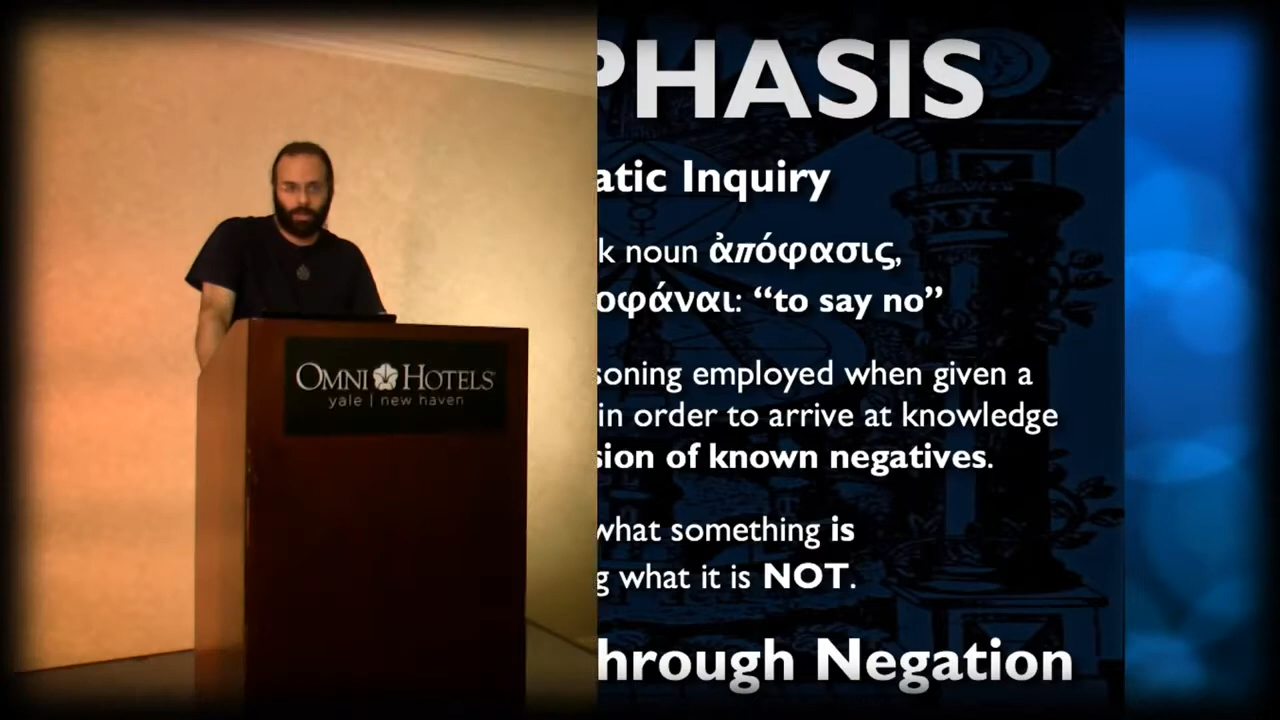 OMNI HOTELS
yale | new haven
PHASIS
atic Inquiry
k noun ἀπόφασις,
οφάναι: “to say no”
soning employed when given a
in order to arrive at knowledge
sion of known negatives.
what something is
g what it is NOT.
hrough Negation